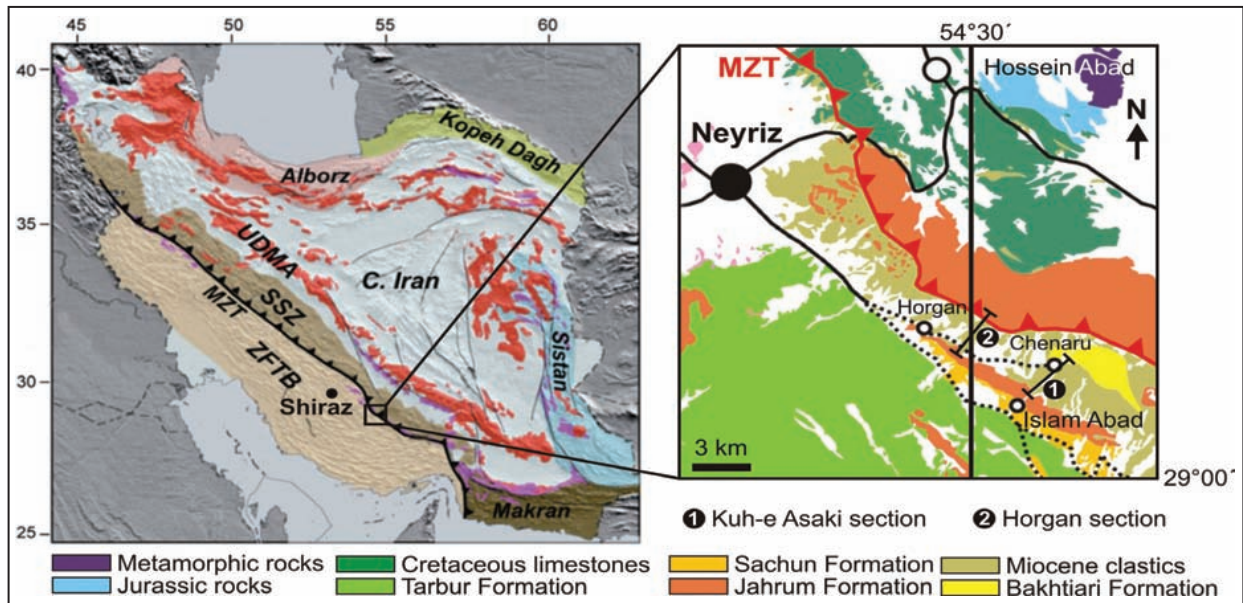 45
50
55
60
40
35
30
25
Kopeh Dagh
Alborz
UDMA
C. Iran
SSZ
MZT
ZFTB
Sistan
Shiraz
Makran
54°30´
MZT
Hossein Abad
N
Neyriz
Horgan
2
Chenaru
1
Islam Abad
3 km
29°00´
1 Kuh-e Asaki section
2 Horgan section
Metamorphic rocks
Cretaceous limestones
Sachun Formation
Miocene clastics
Jurassic rocks
Tarbur Formation
Jahrum Formation
Bakhtiari Formation